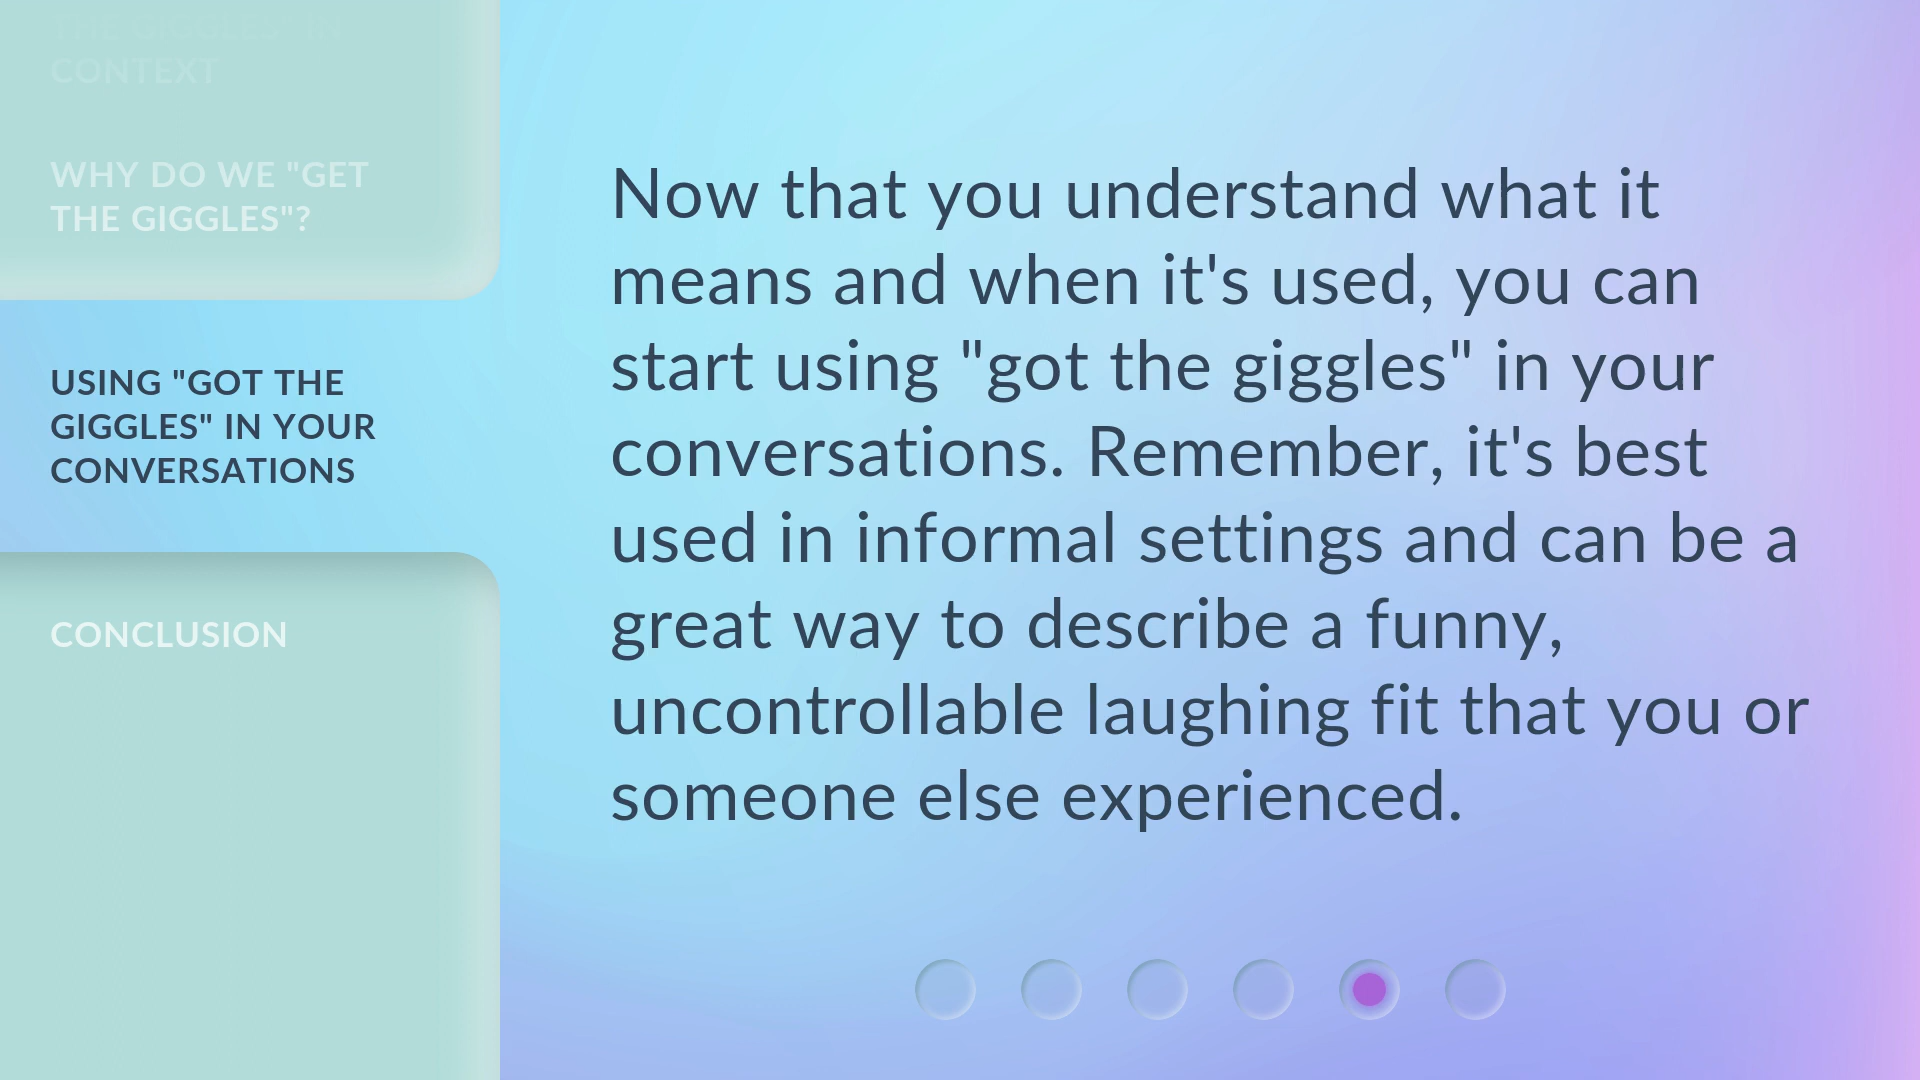 THE GIGGLES" IN
CONTEXT
WHY DO WE "GET
THE GIGGLES"?
USING "GOT THE
GIGGLES" IN YOUR
CONVERSATIONS
CONCLUSION
Now that you understand what it
means and when it's used, you can
start using "got the giggles" in your
conversations. Remember, it's best
used in informal settings and can be a
great way to describe a funny,
uncontrollable laughing fit that you or
someone else experienced.